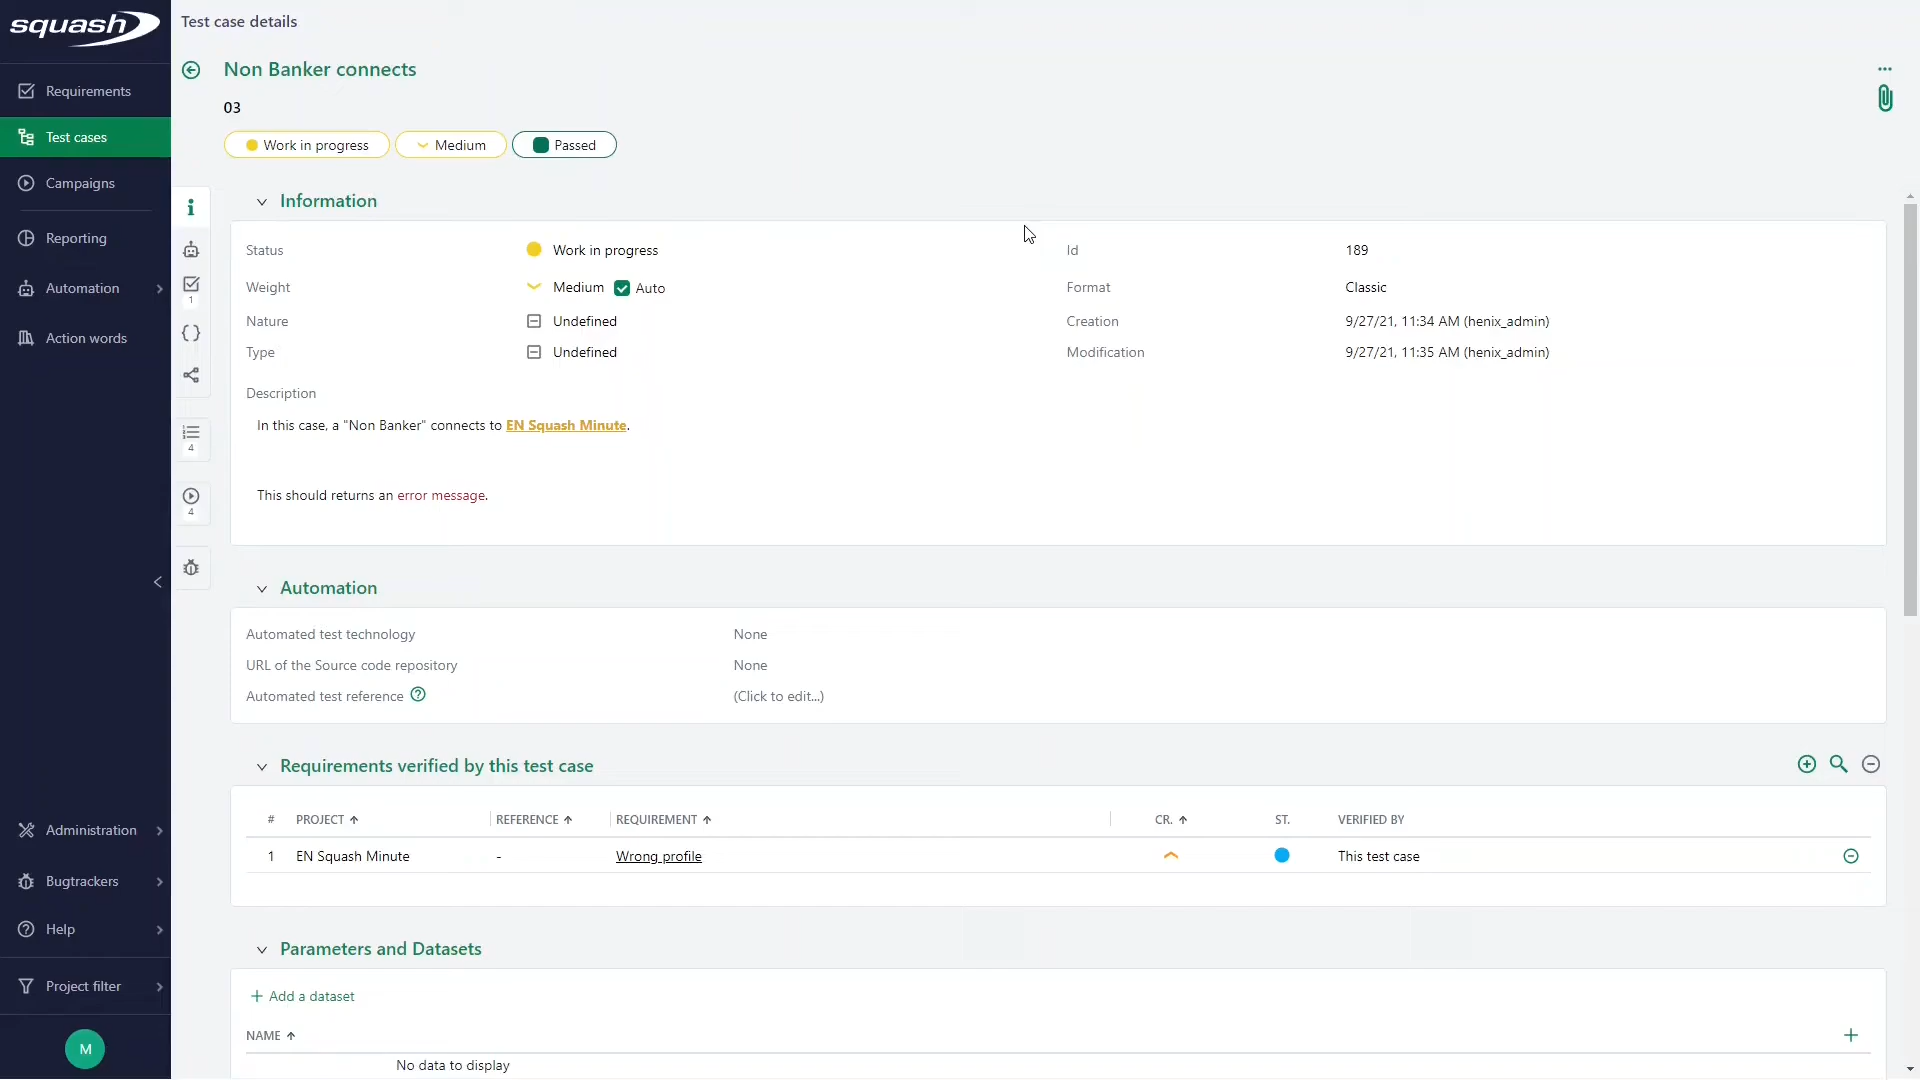 squash
Test case details
Requirements
Test cases
Campaigns
Reporting
Automation
Action words
Administration
Bugtrackers
Help
Project filter
M
Non Banker connects
03
Work in progress
Medium
Passed
1
4
4
Information
Status
Work in progress
Id
189
Weight
Medium
Auto
Format
Classic
Nature
Undefined
Creation
9/27/21, 11:34 AM (henix_admin)
Type
Undefined
Modification
9/27/21, 11:35 AM (henix_admin)
Description
In this case, a "Non Banker" connects to EN Squash Minute.
This should returns an error message.
Automation
Automated test technology
None
URL of the Source code repository
None
Automated test reference
(Click to edit...)
Requirements verified by this test case
# PROJECT REFERENCE REQUIREMENT CR. ST. VERIFIED BY
1 EN Squash Minute - Wrong profile This test case
Parameters and Datasets
Add a dataset
NAME
No data to display